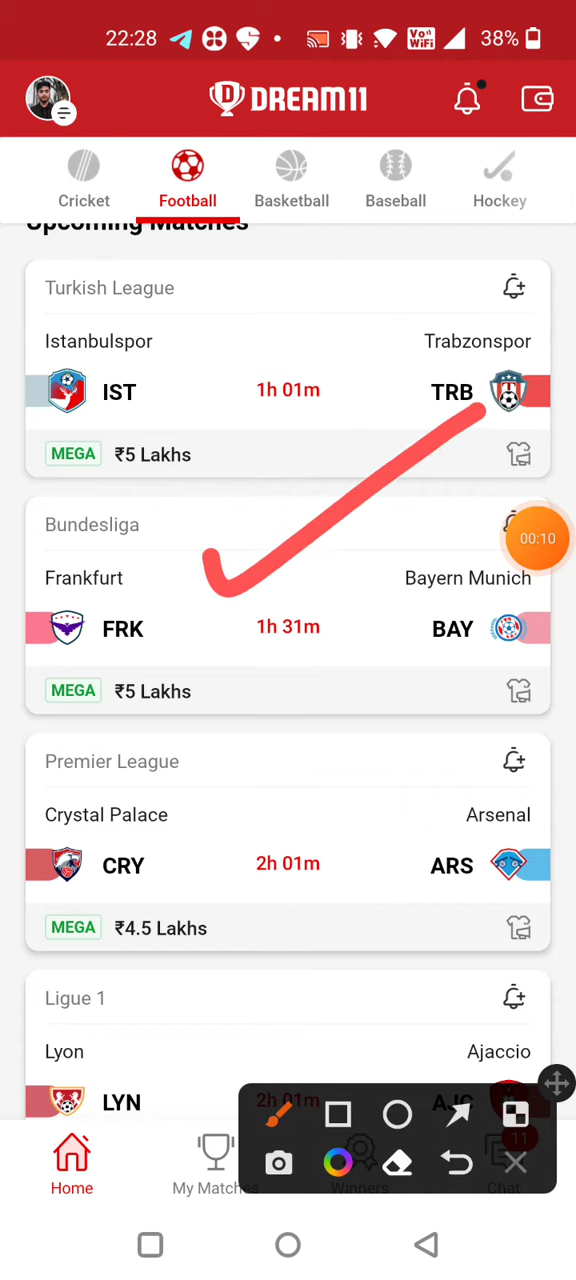 22:28
Vo)) WiFi
38%
DREAM11
Cricket Football Basketball Baseball Hockey
Upcoming Matches
Turkish League
Istanbulspor Trabzonspor
IST 1h 01m TRB
MEGA ₹5 Lakhs
Bundesliga
00:10
Frankfurt Bayern Munich
FRK 1h 31m BAY
MEGA ₹5 Lakhs
Premier League
Crystal Palace Arsenal
CRY 2h 01m ARS
MEGA ₹4.5 Lakhs
Ligue 1
Lyon Ajaccio
LYN 2h 01m AJC
11
Home My Matches Winners Chat